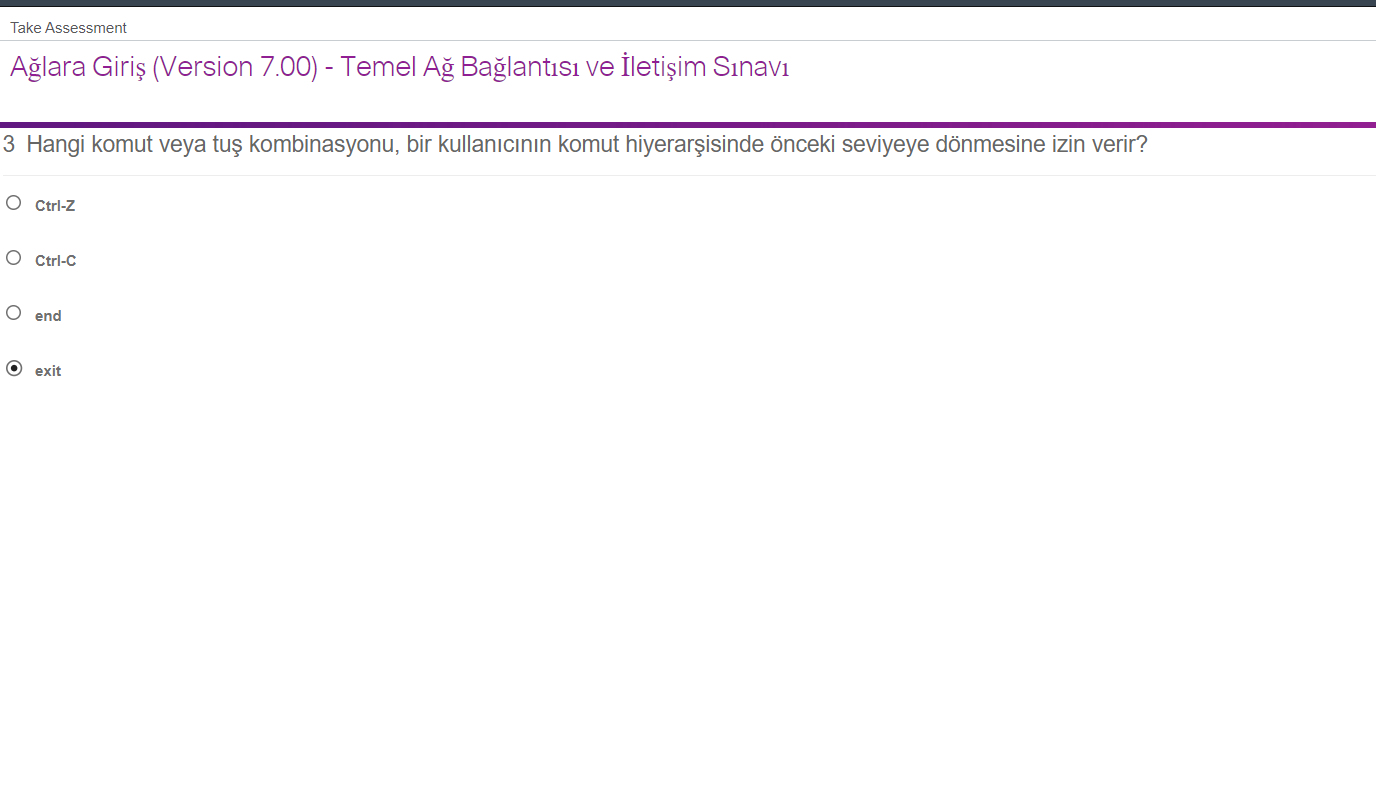 Take Assessment
Ağlara Giriş (Version 7.00) - Temel Ağ Bağlantısı ve İletişim Sınavı
3 Hangi komut veya tuş kombinasyonu, bir kullanıcının komut hiyerarşisinde önceki seviyeye dönmesine izin verir?
Ctrl-Z
Ctrl-C
end
exit